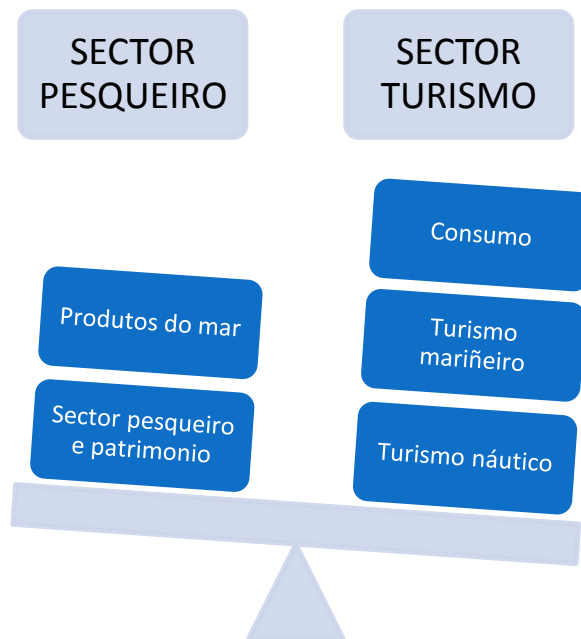 SECTOR
PESQUEIRO
SECTOR
TURISMO
Produtos do mar
Sector pesqueiro
e patrimonio
Consumo
Turismo
mariñeiro
Turismo náutico